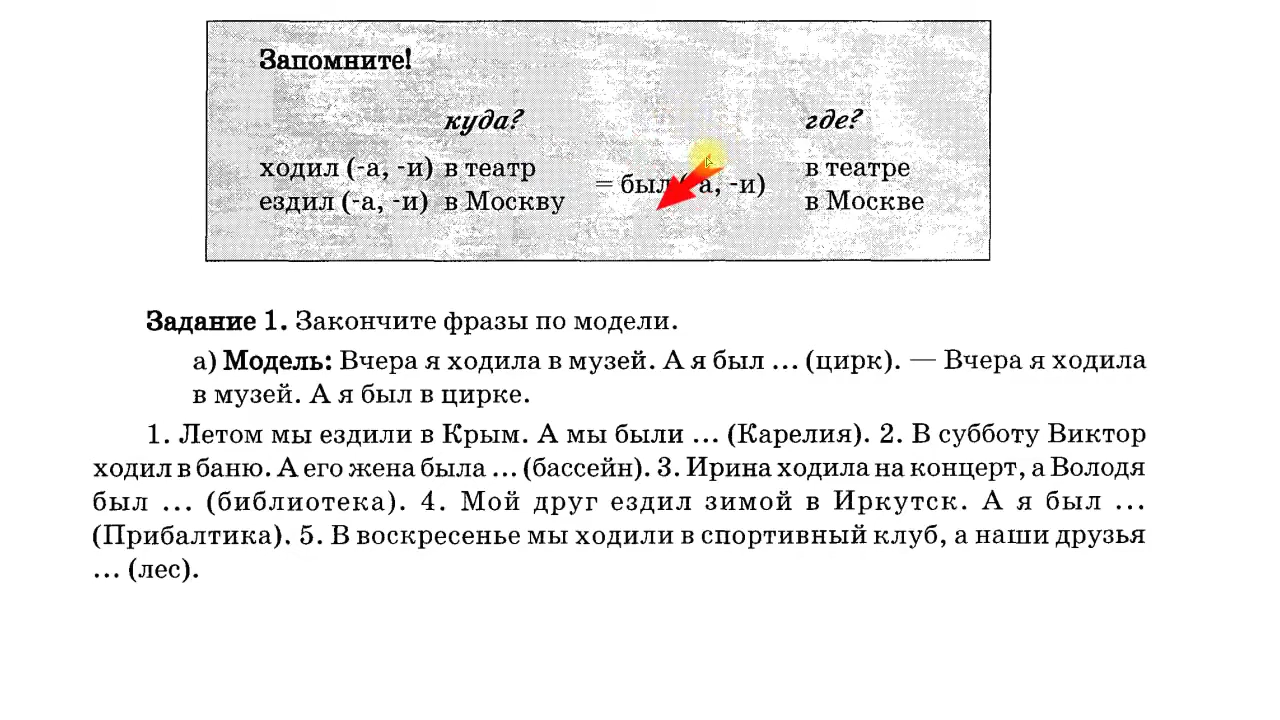 Запомните!
куда? где?
ходил (-а, -и) в театр = был (-а, -и) в театре
ездил (-а, -и) в Москву в Москве
Задание 1. Закончите фразы по модели.
а) Модель: Вчера я ходила в музей. А я был ... (цирк). — Вчера я ходила
в музей. А я был в цирке.
1. Летом мы ездили в Крым. А мы были ... (Карелия). 2. В субботу Виктор
ходил в баню. А его жена была ... (бассейн). 3. Ирина ходила на концерт, а Володя
был ... (библиотека). 4. Мой друг ездил зимой в Иркутск. А я был ...
(Прибалтика). 5. В воскресенье мы ходили в спортивный клуб, а наши друзья
... (лес).